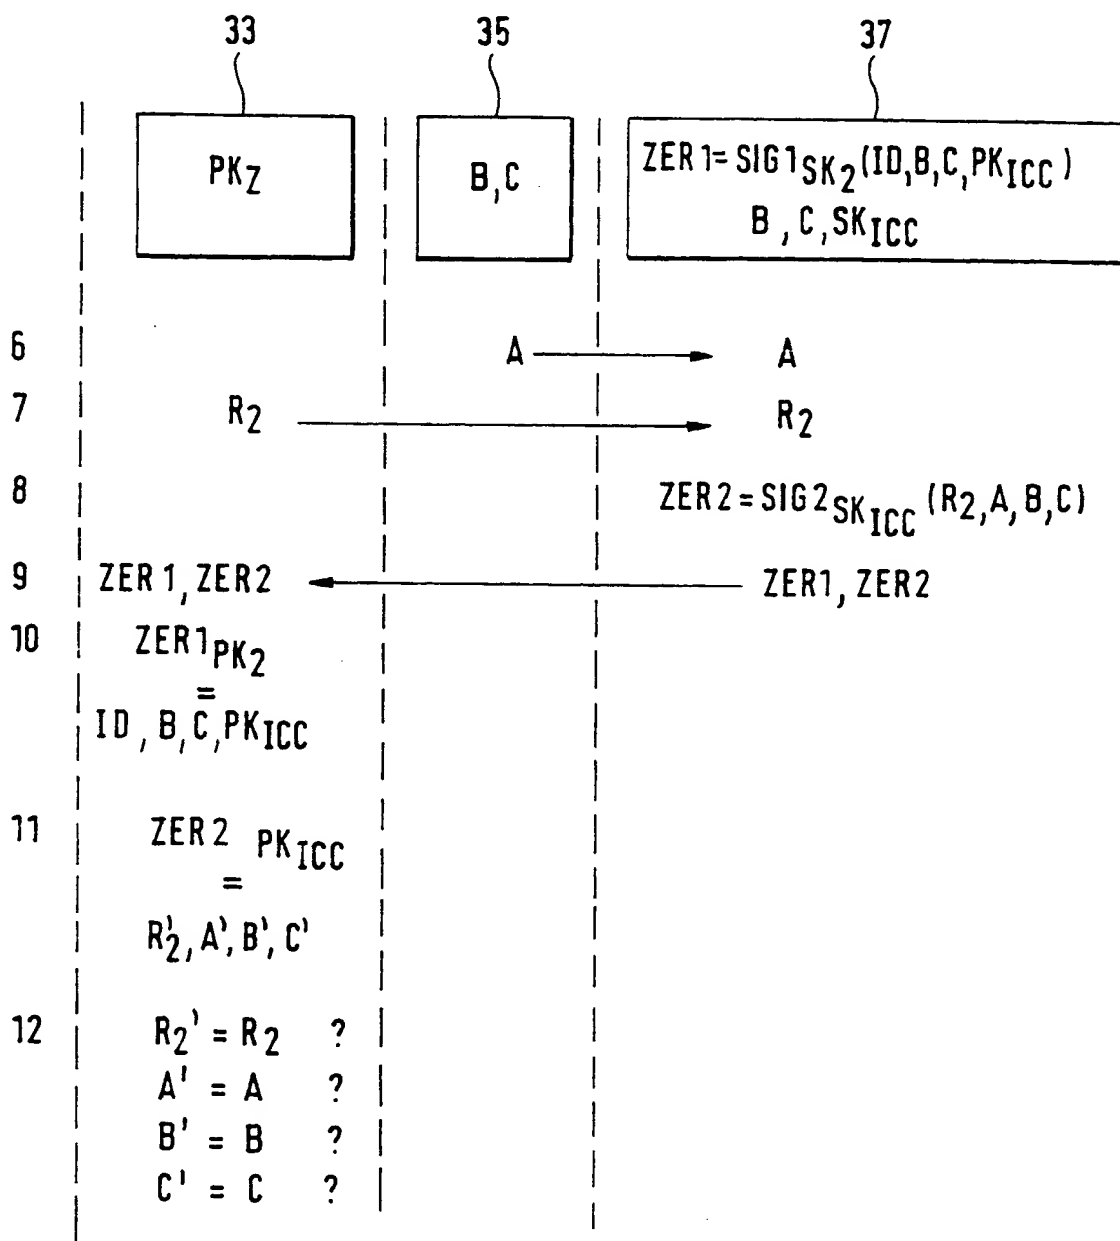 33 35 37
PKZ B,C ZER1=SIG1SK2(ID,B,C,PKICC)
B , C, SKICC
6 A A
7 R2 R2
8 ZER2=SIG2SKICC (R2,A,B,C)
9 ZER1,ZER2 ZER1, ZER2
10 ZER1PK2
=
ID, B,C,PKICC
11 ZER2 PKICC
=
R2', A', B', C'
12 R2' = R2 ?
A' = A ?
B' = B ?
C' = C ?